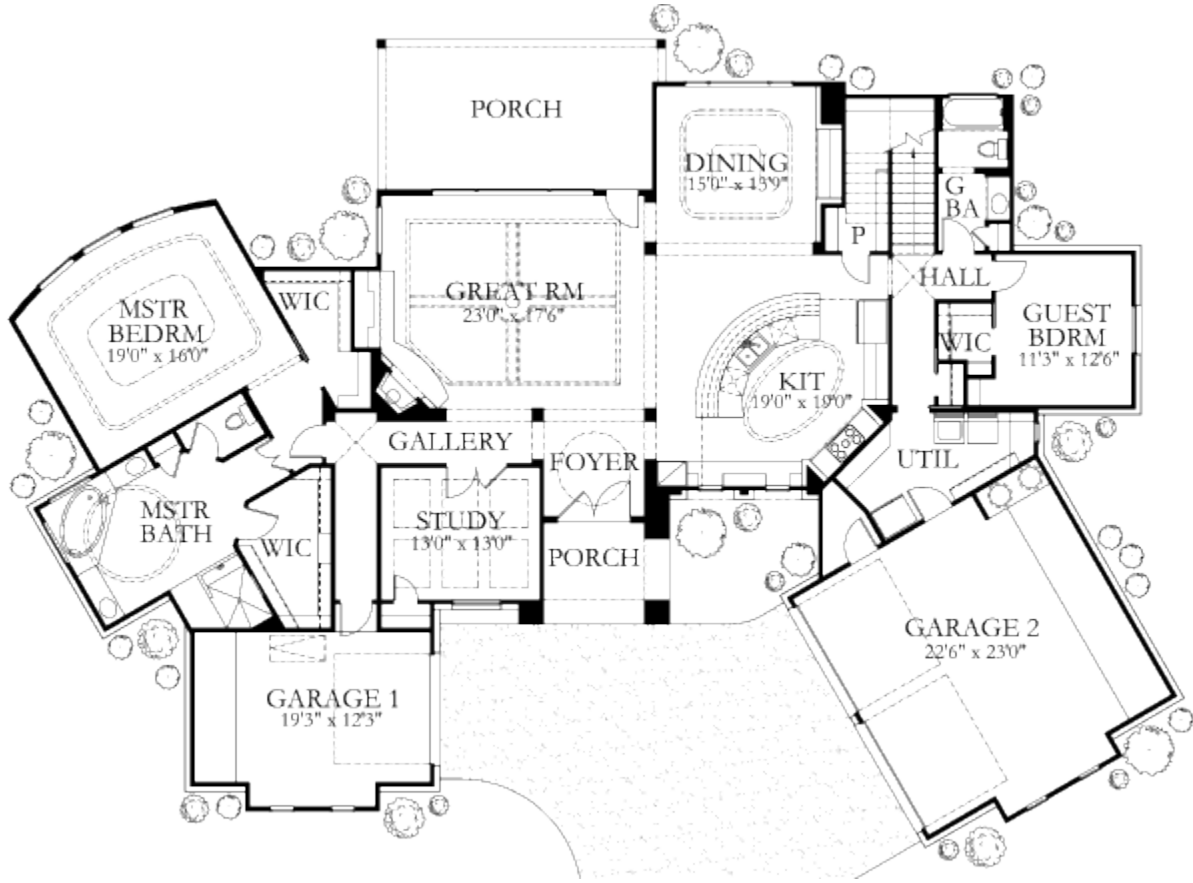 PORCH
DINING
15'0" x 13'9"
G
BA
P
HALL
WIC
GREAT RM
23'0" x 17'6"
MSTR
BEDRM
19'0" x 16'0"
GUEST
BDRM
11'3" x 12'6"
WIC
KIT
19'0" x 19'0"
GALLERY
FOYER
UTIL
MSTR
BATH
WIC
STUDY
13'0" x 13'0"
PORCH
GARAGE 2
22'6" x 23'0"
GARAGE 1
19'3" x 12'3"